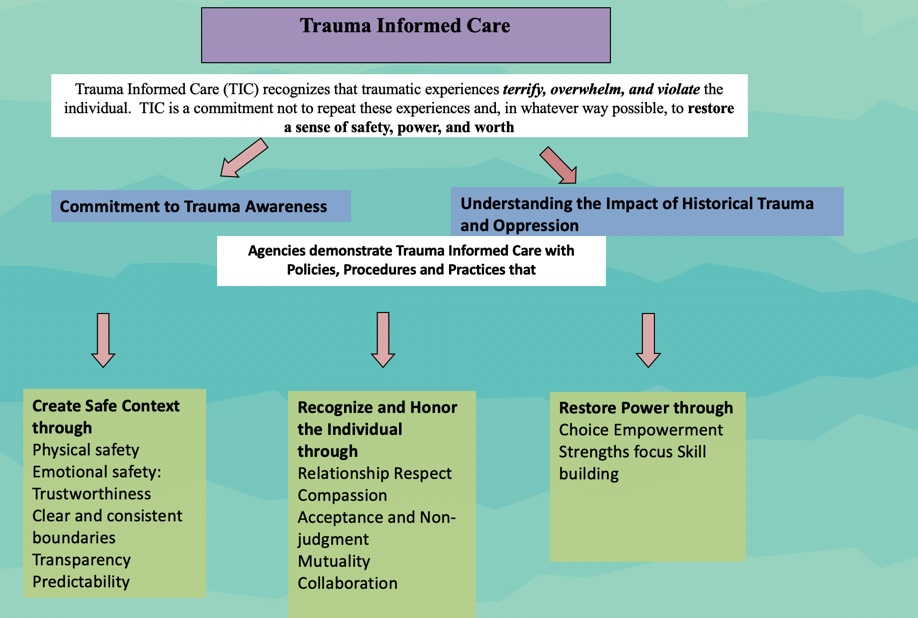 Trauma Informed Care
Trauma Informed Care (TIC) recognizes that traumatic experiences terrify, overwhelm, and violate the
individual. TIC is a commitment not to repeat these experiences and, in whatever way possible, to restore
a sense of safety, power, and worth
Commitment to Trauma Awareness
Understanding the Impact of Historical Trauma
and Oppression
Agencies demonstrate Trauma Informed Care with
Policies, Procedures and Practices that
Create Safe Context
through
Physical safety
Emotional safety:
Trustworthiness
Clear and consistent
boundaries
Transparency
Predictability
Recognize and Honor
the Individual
through
Relationship Respect
Compassion
Acceptance and Non-
judgment
Mutuality
Collaboration
Restore Power through
Choice Empowerment
Strengths focus Skill
building